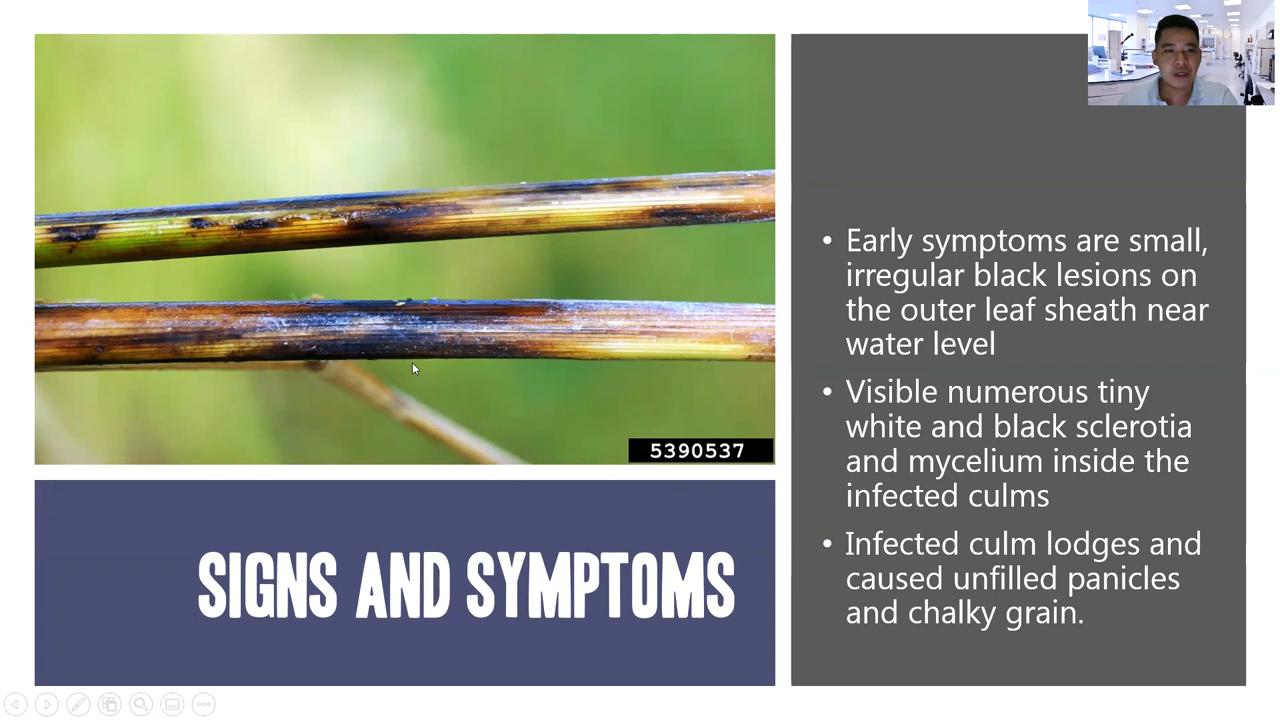 5390537
SIGNS AND SYMPTOMS
• Early symptoms are small,
irregular black lesions on
the outer leaf sheath near
water level
• Visible numerous tiny
white and black sclerotia
and mycelium inside the
infected culms
• Infected culm lodges and
caused unfilled panicles
and chalky grain.